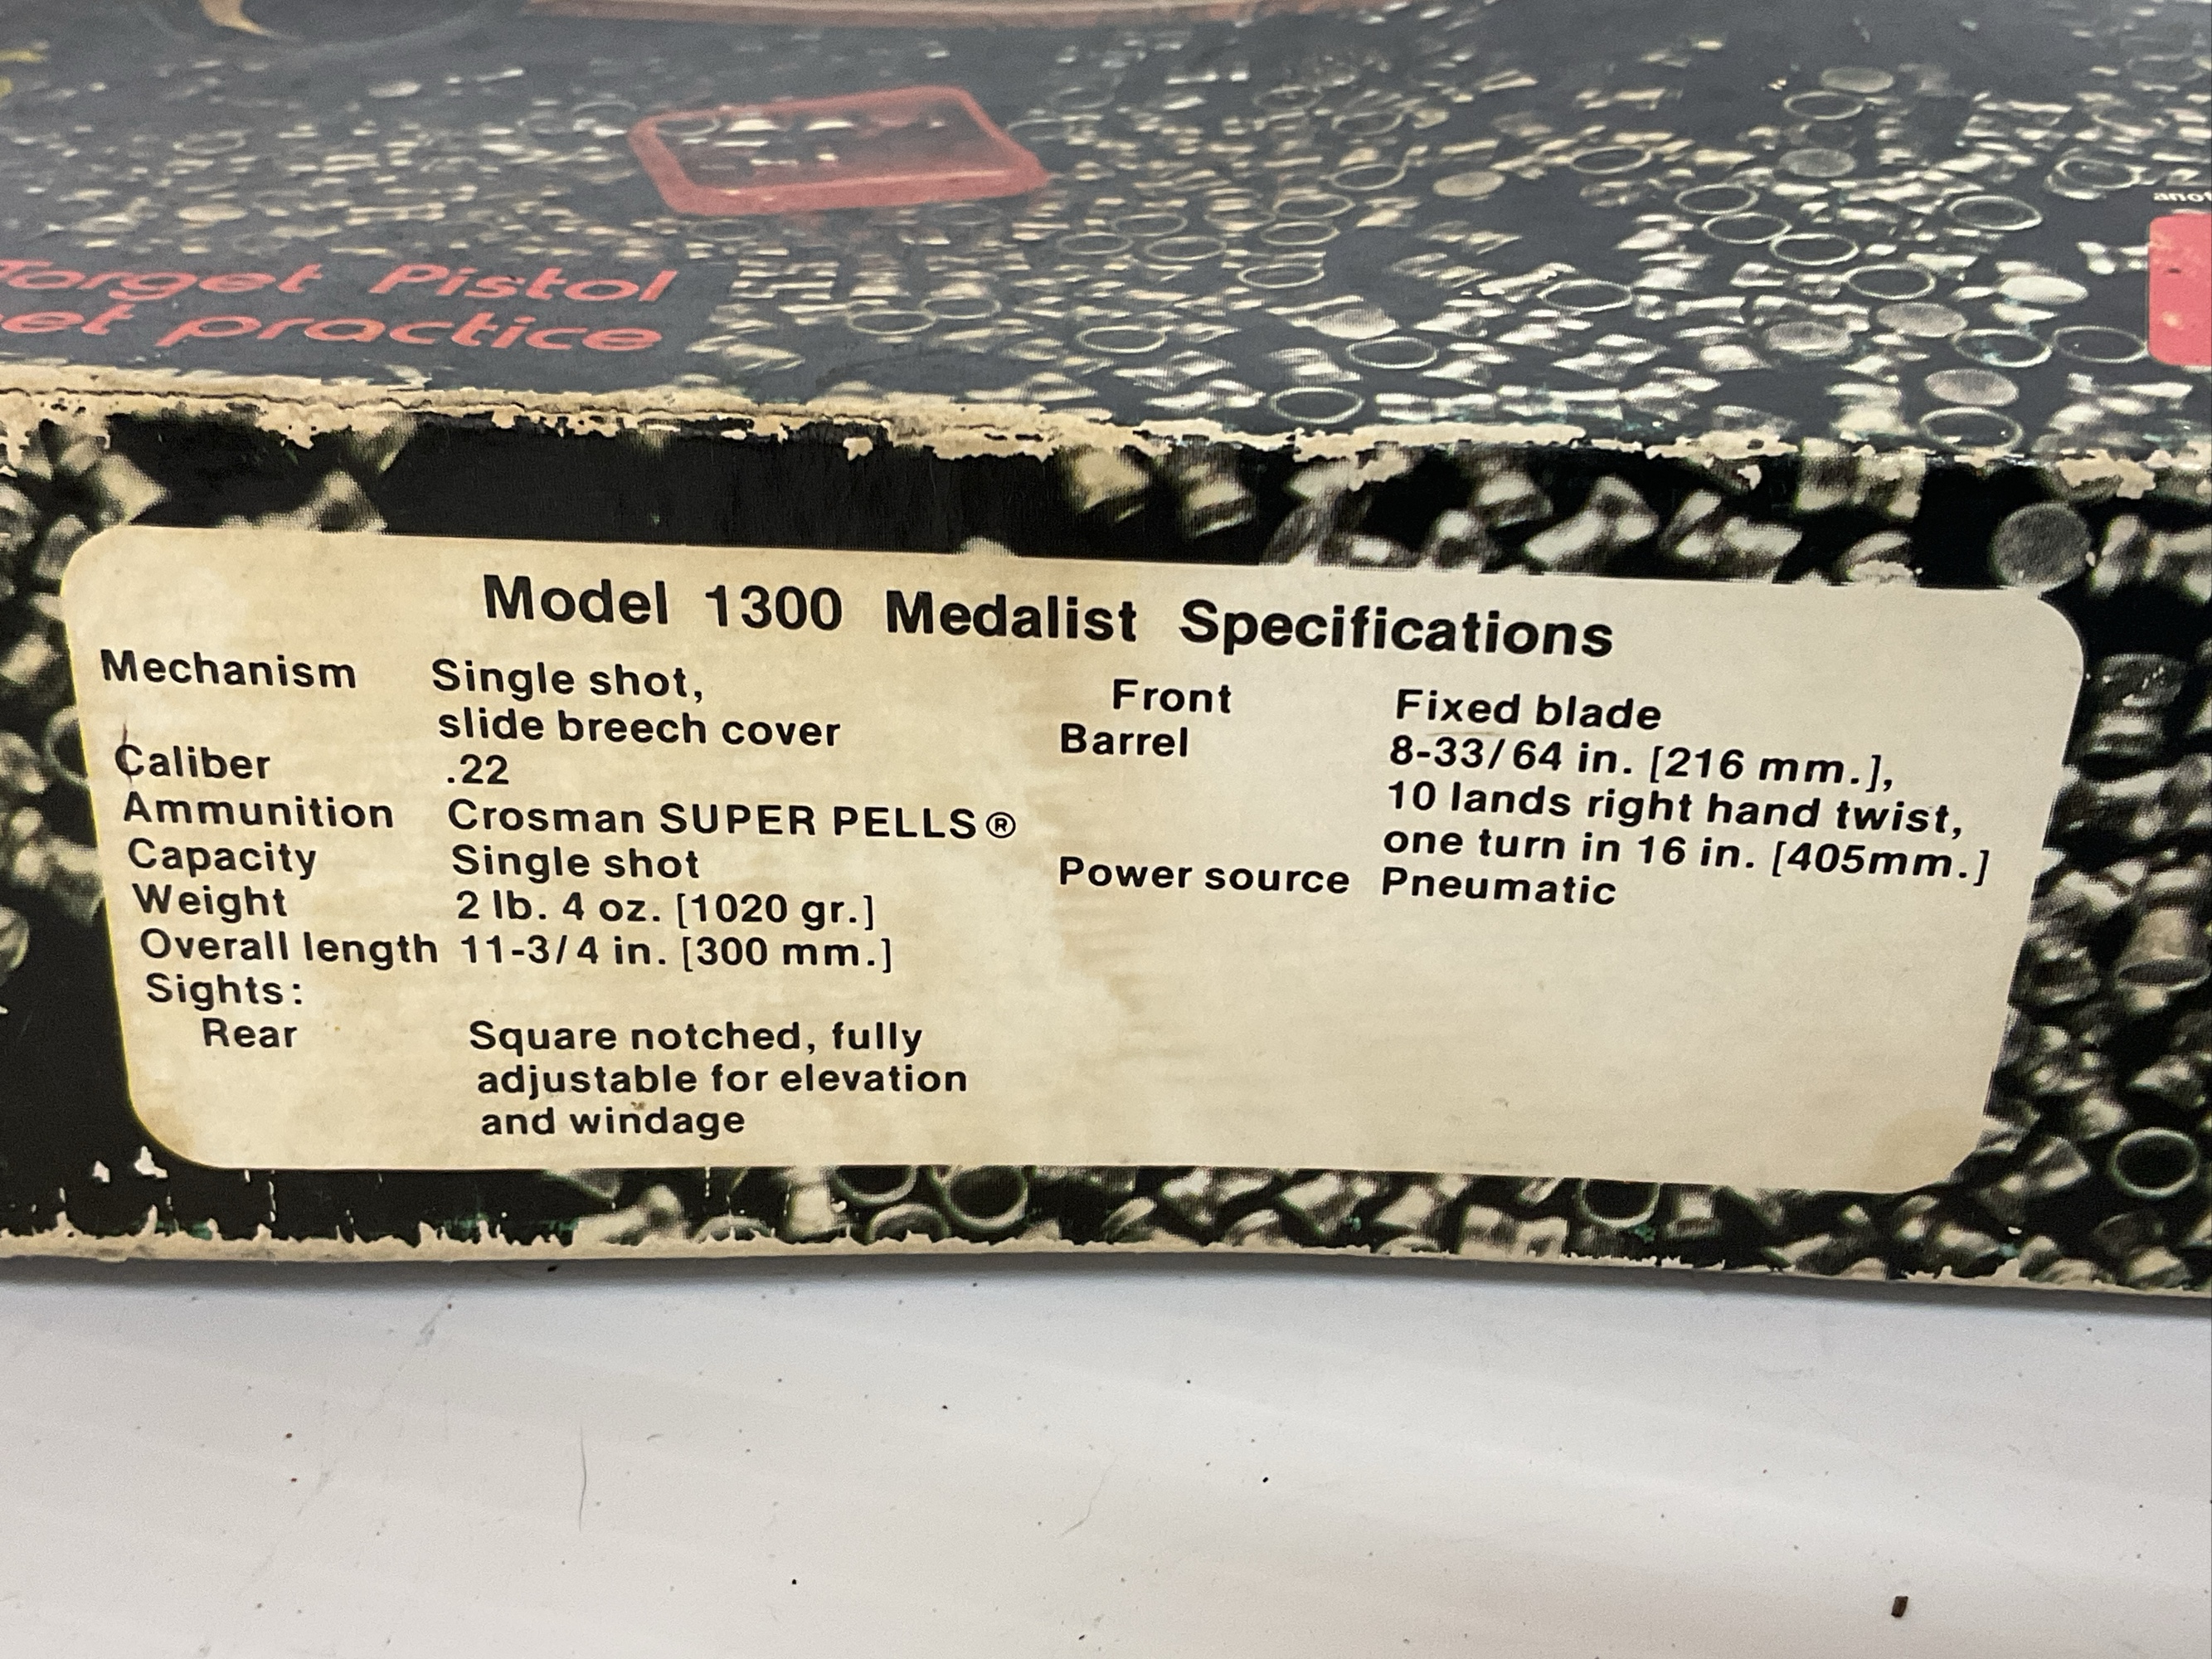 Target Pistol
practice
Model 1300 Medalist Specifications
Mechanism Single shot,
slide breech cover
Caliber .22
Ammunition Crosman SUPER PELLS®
Capacity Single shot
Weight 2 lb. 4 oz. [1020 gr.]
Overall length 11-3/4 in. [300 mm.]
Sights:
Rear Square notched, fully
adjustable for elevation
and windage
Front Fixed blade
Barrel 8-33/64 in. [216 mm.],
10 lands right hand twist,
one turn in 16 in. [405mm.]
Power source Pneumatic